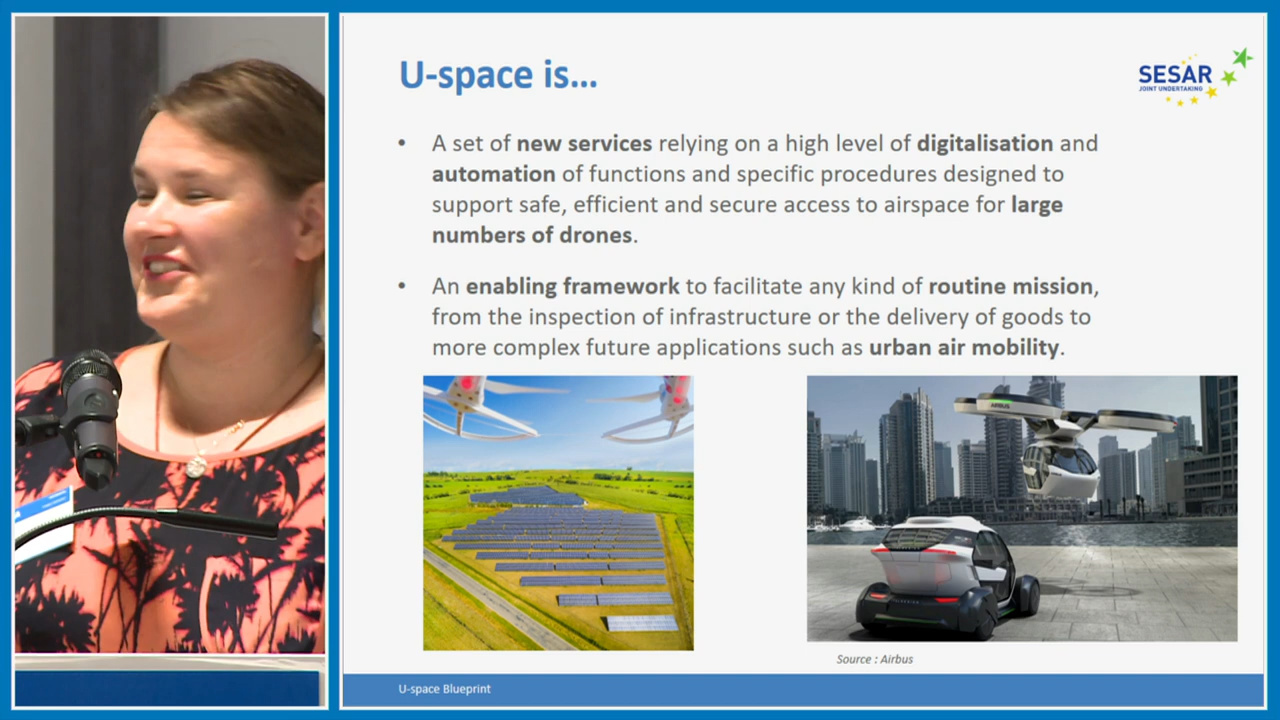 U-space is...
SESAR
JOINT UNDERTAKING
• A set of new services relying on a high level of digitalisation and
automation of functions and specific procedures designed to
support safe, efficient and secure access to airspace for large
numbers of drones.
• An enabling framework to facilitate any kind of routine mission,
from the inspection of infrastructure or the delivery of goods to
more complex future applications such as urban air mobility.
AIRBUS
Source : Airbus
U-space Blueprint